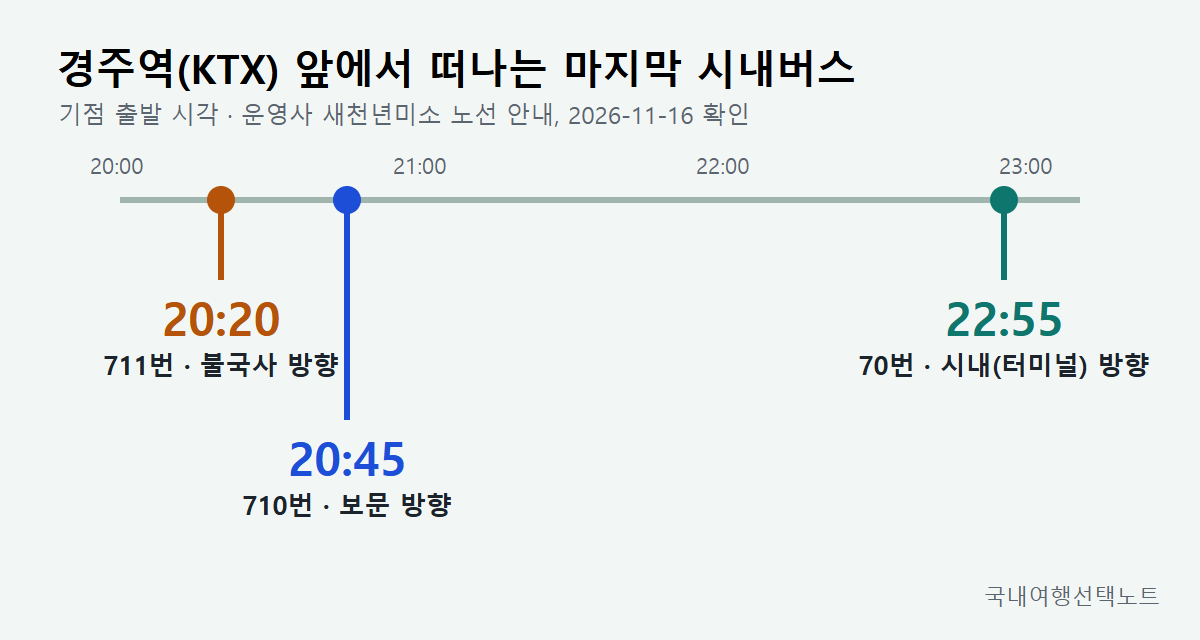 경주역(KTX) 앞에서 떠나는 마지막 시내버스
기점 출발 시각 · 운영사 새천년미소 노선 안내, 2026-11-16 확인
20:00
21:00
22:00
23:00
20:20
711번 · 불국사 방향
22:55
70번 · 시내(터미널) 방향
20:45
710번 · 보문 방향
국내여행선택노트